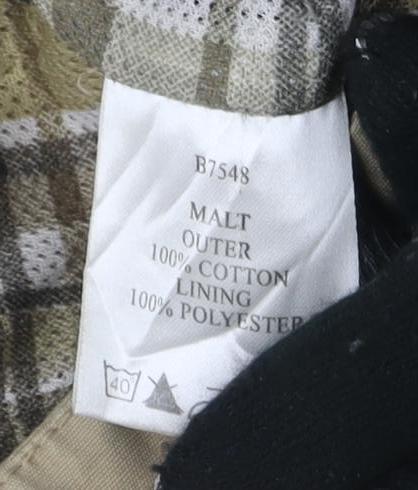 B7548
MALT
OUTER
100% COTTON
LINING
100% POLYESTER
40